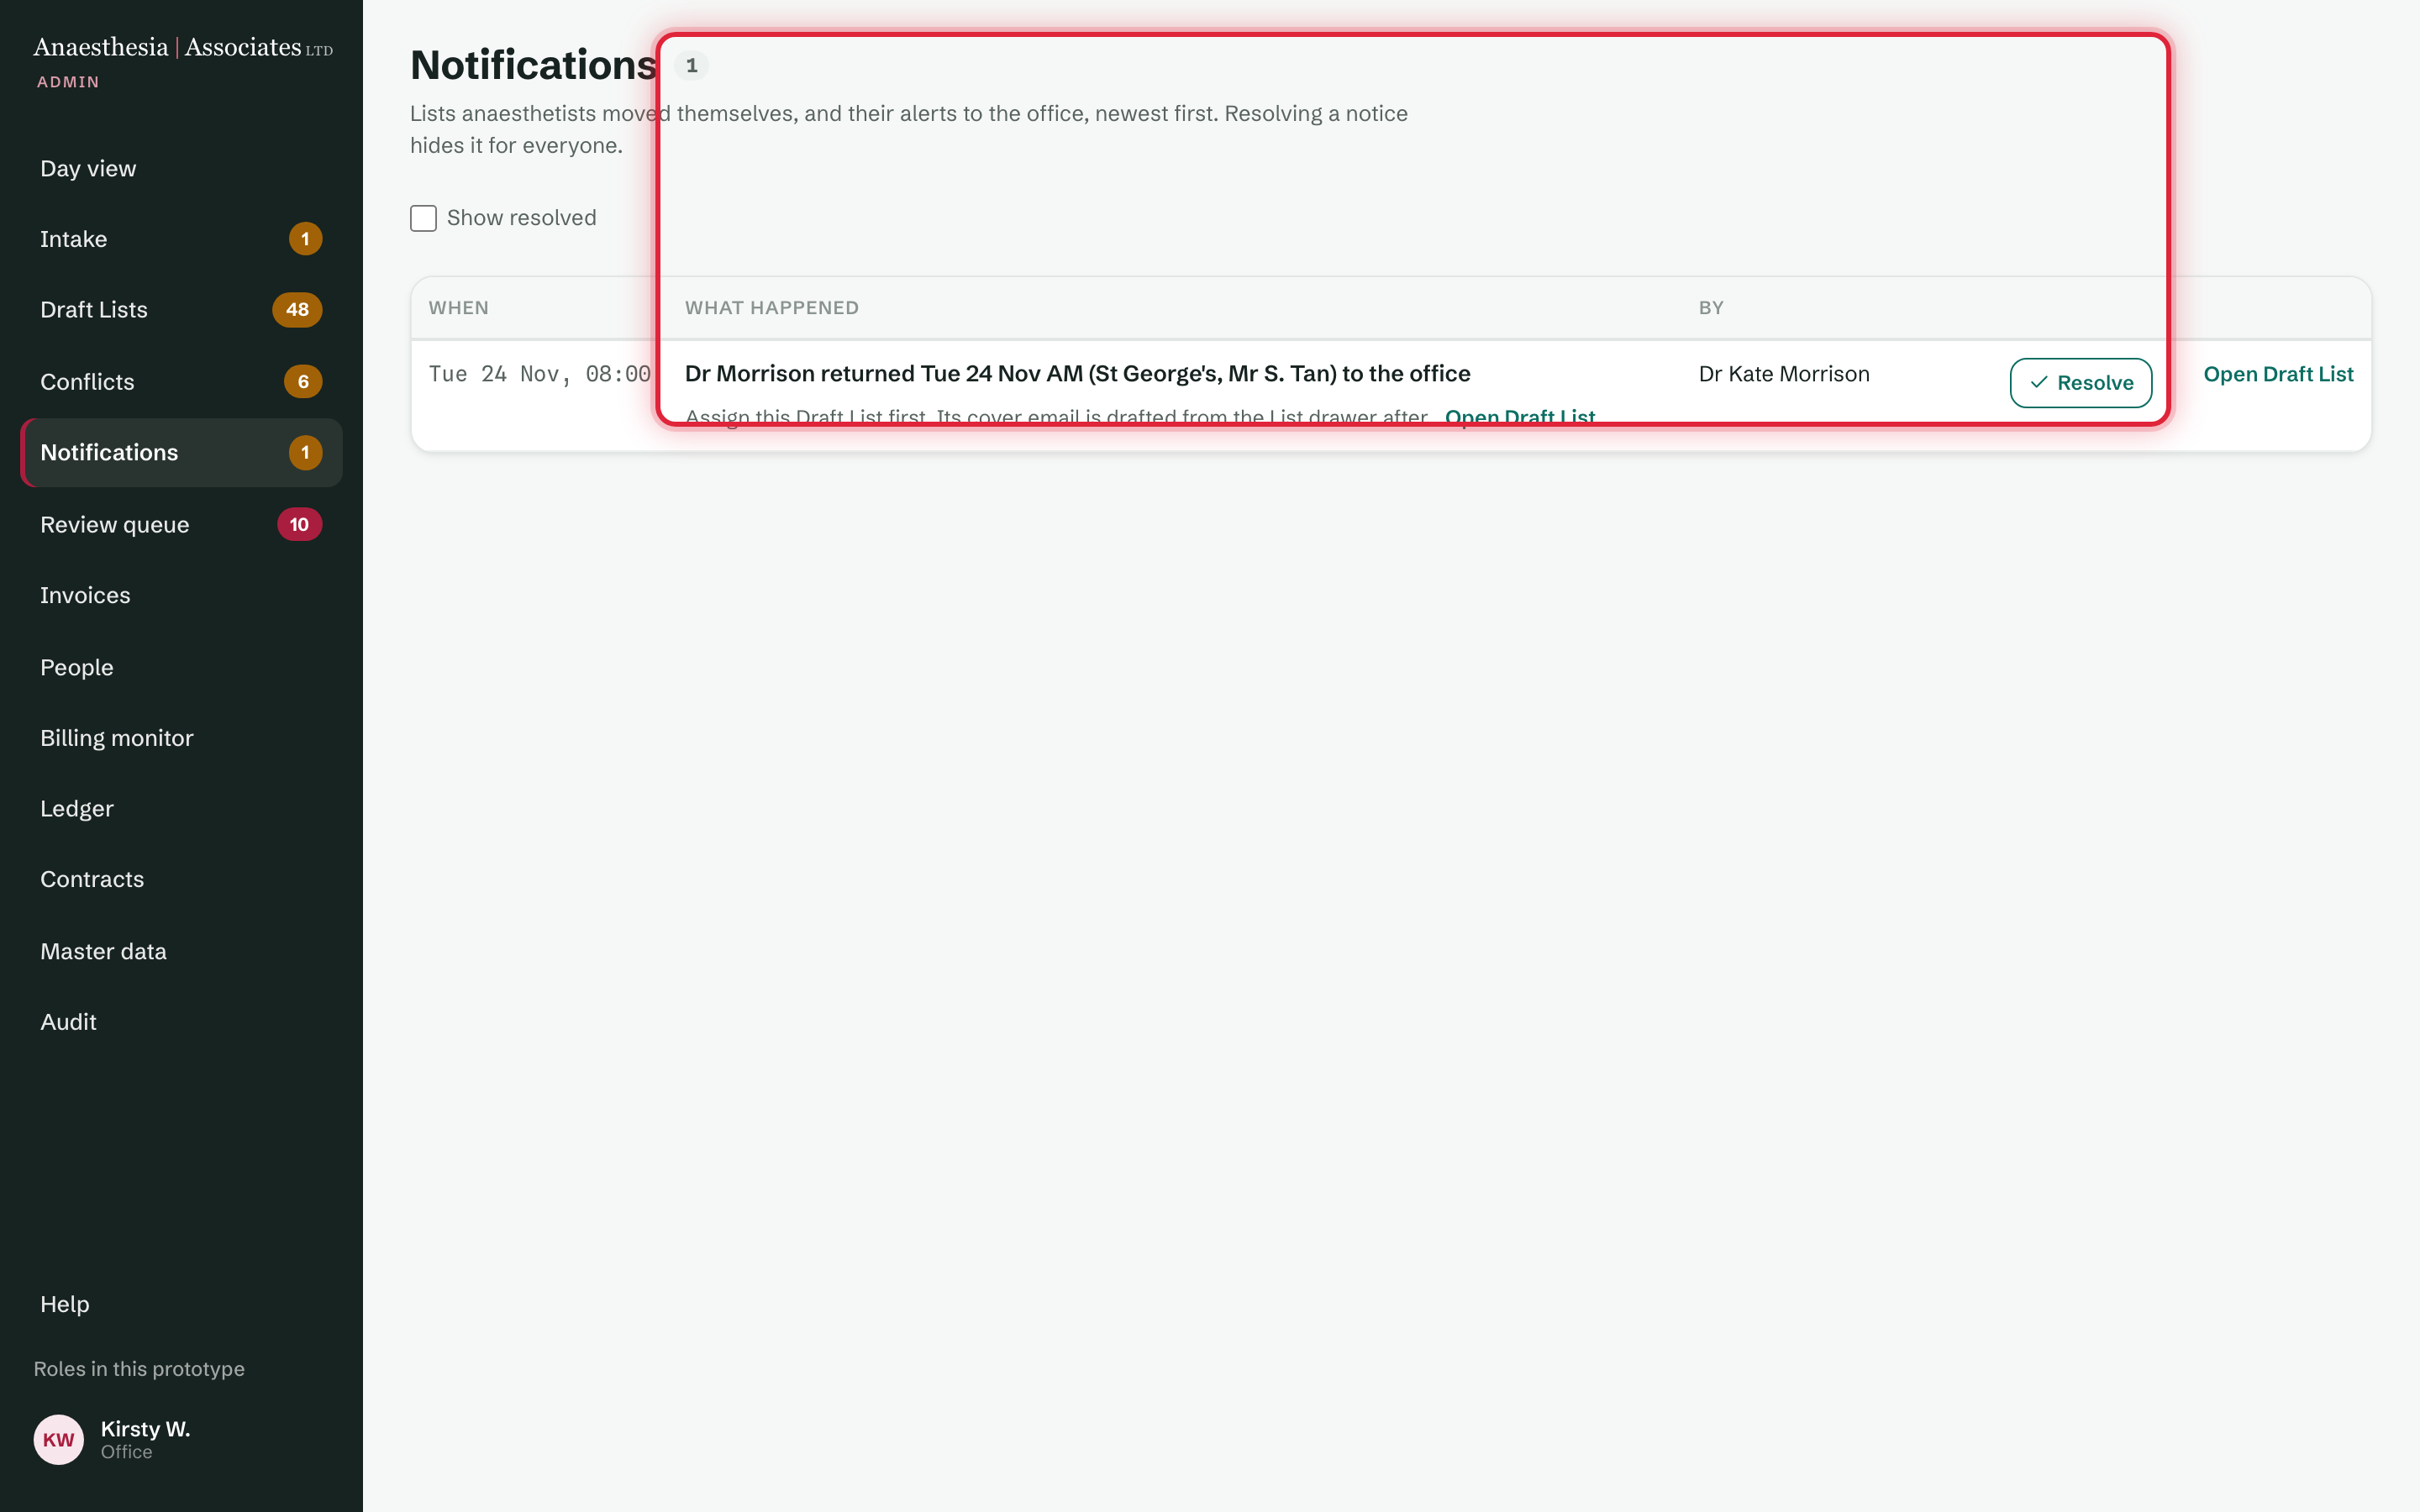 Anaesthesia | Associates LTD
ADMIN
Day view
Intake 1
Draft Lists 48
Conflicts 6
Notifications 1
Review queue 10
Invoices
People
Billing monitor
Ledger
Contracts
Master data
Audit
Help
Roles in this prototype
KW
Kirsty W.
Office
Notifications 1
Lists anaesthetists moved themselves, and their alerts to the office, newest first. Resolving a notice
hides it for everyone.
Show resolved
WHEN WHAT HAPPENED BY
Tue 24 Nov, 08:00 Dr Morrison returned Tue 24 Nov AM (St George's, Mr S. Tan) to the office Dr Kate Morrison Resolve Open Draft List
Assign this Draft List first. Its cover email is drafted from the List drawer after. Open Draft List